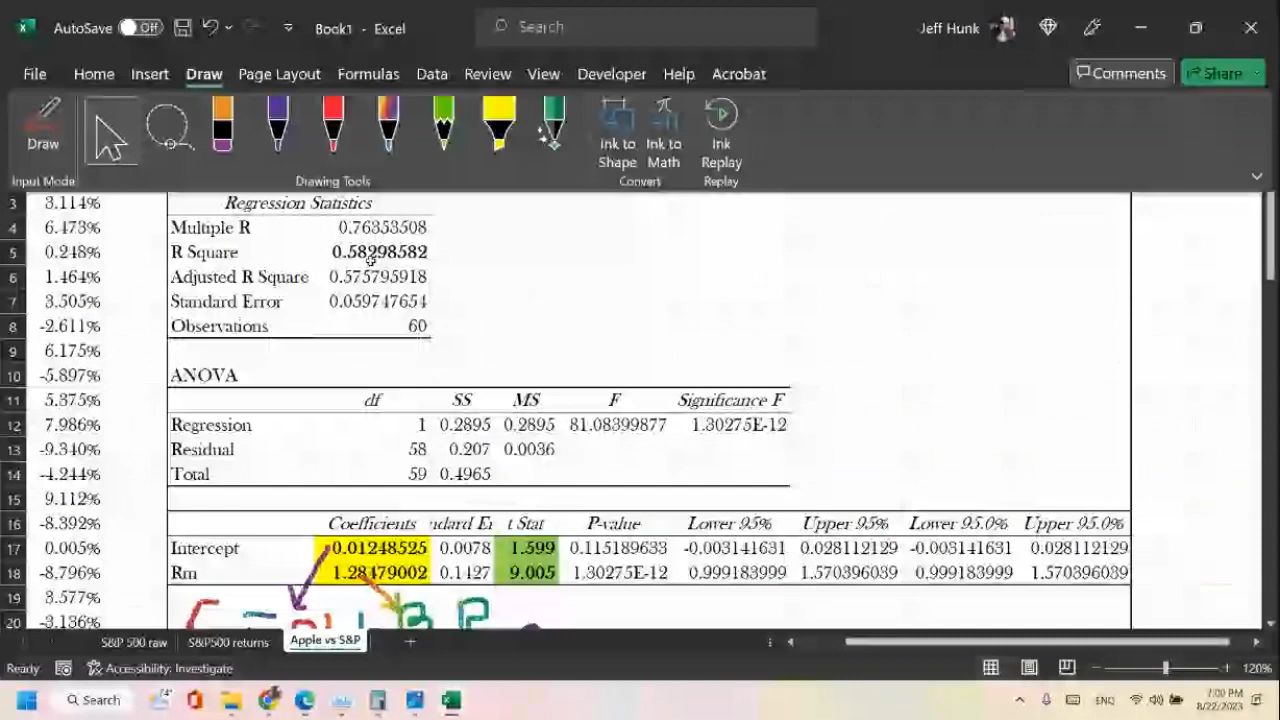 AutoSave Off Book1 - Excel Search Jeff Hunk
File Home Insert Draw Page Layout Formulas Data Review View Developer Help Acrobat Comments Share
Draw
Ink to Shape
Ink to Math
Ink Replay
Input Mode Drawing Tools Convert Replay
3 3.114% Regression Statistics
4 6.473% Multiple R 0.76353508
5 0.248% R Square 0.58298582
6 1.464% Adjusted R Square 0.575795918
7 3.505% Standard Error 0.059747654
8 -2.611% Observations 60
9 6.175%
10 -5.897% ANOVA
11 5.375% df SS MS F Significance F
12 7.986% Regression 1 0.2895 0.2895 81.08399877 1.30275E-12
13 -9.340% Residual 58 0.207 0.0036
14 -4.244% Total 59 0.4965
15 9.112%
16 -8.392% Coefficients ndard Er t Stat P-value Lower 95% Upper 95% Lower 95.0% Upper 95.0%
17 0.005% Intercept 0.01248525 0.0078 1.599 0.115189633 -0.003141631 0.028112129 -0.003141631 0.028112129
18 -8.796% Rm 1.28479002 0.1427 9.005 1.30275E-12 0.999183999 1.570396039 0.999183999 1.570396039
19 3.577%
20 -3.136%
S&P 500 raw S&P500 returns Apple vs S&P
Ready Accessibility: Investigate 120%
Search ENG 7:00 PM
8/22/2023